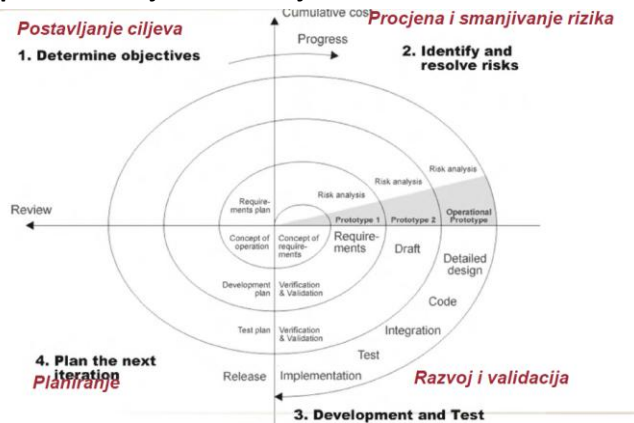 Cumulative cost
Postavljanje ciljeva
Procjena i smanjivanje rizika
Progress
1. Determine objectives
2. Identify and
resolve risks
Risk analysis
Risk analysis
Risk analysis
Require-
ments plan
Prototype 1
Prototype 2
Operational
Prototype
Review
Concept of
operation
Concept of
require-
ments
Require-
ments
Draft
Detailed
design
Development
plan
Verification
& Validation
Code
Test plan
Verification
& Validation
Integration
Test
4. Plan the next
iteration
Planiranje
Release
Implementation
Razvoj i validacija
3. Development and Test